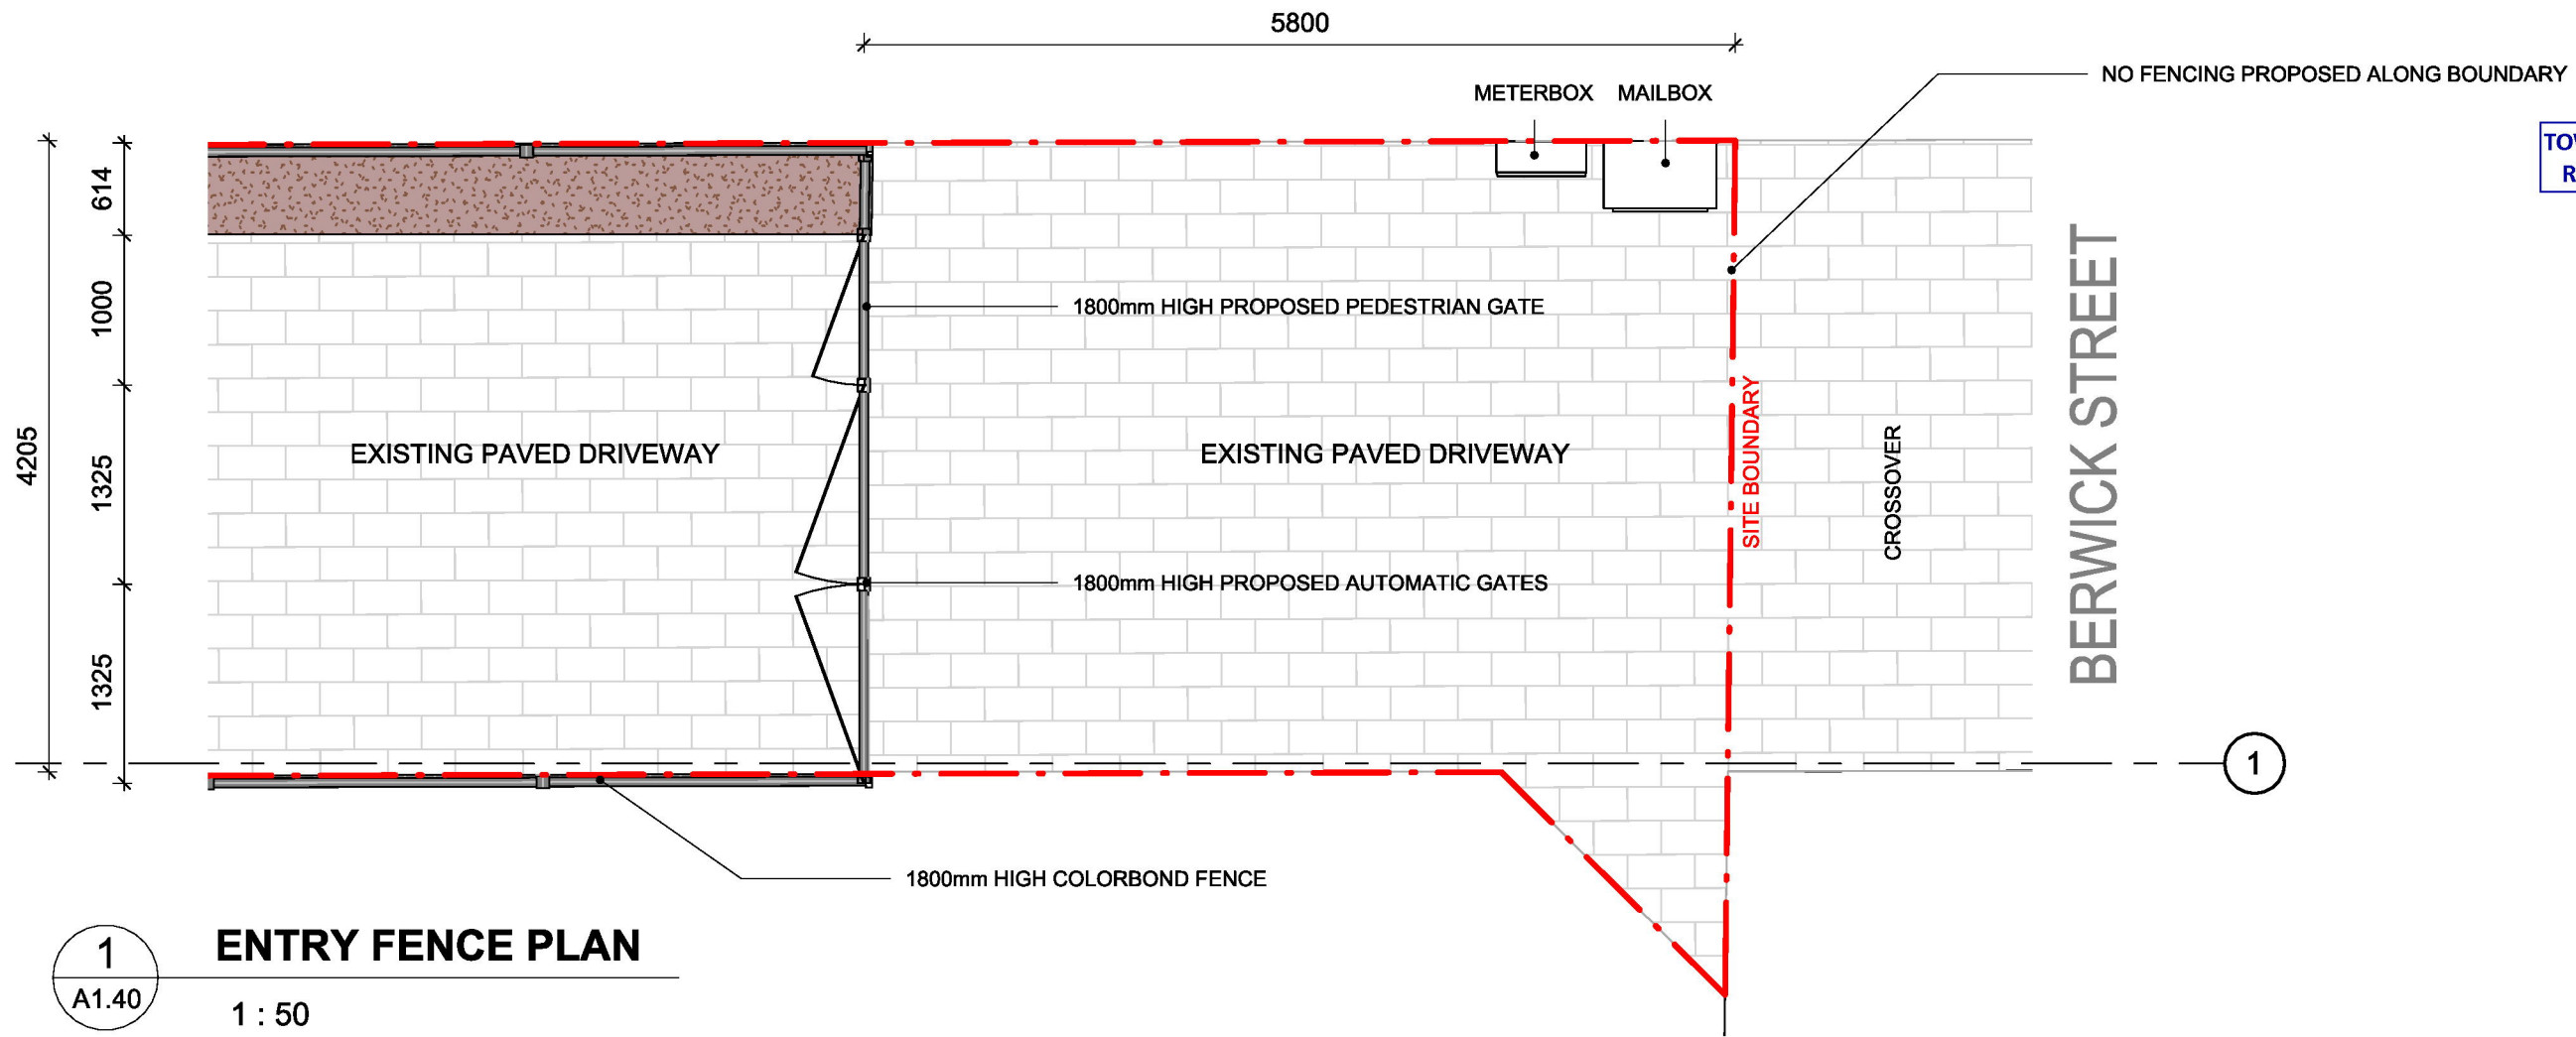 5800
NO FENCING PROPOSED ALONG BOUNDARY
METERBOX MAILBOX
614
1000
1325
1325
4205
1800mm HIGH PROPOSED PEDESTRIAN GATE
EXISTING PAVED DRIVEWAY
EXISTING PAVED DRIVEWAY
SITE BOUNDARY
CROSSOVER
BERWICK STREET
1800mm HIGH PROPOSED AUTOMATIC GATES
1
1800mm HIGH COLORBOND FENCE
1
A1.40
ENTRY FENCE PLAN
1 : 50